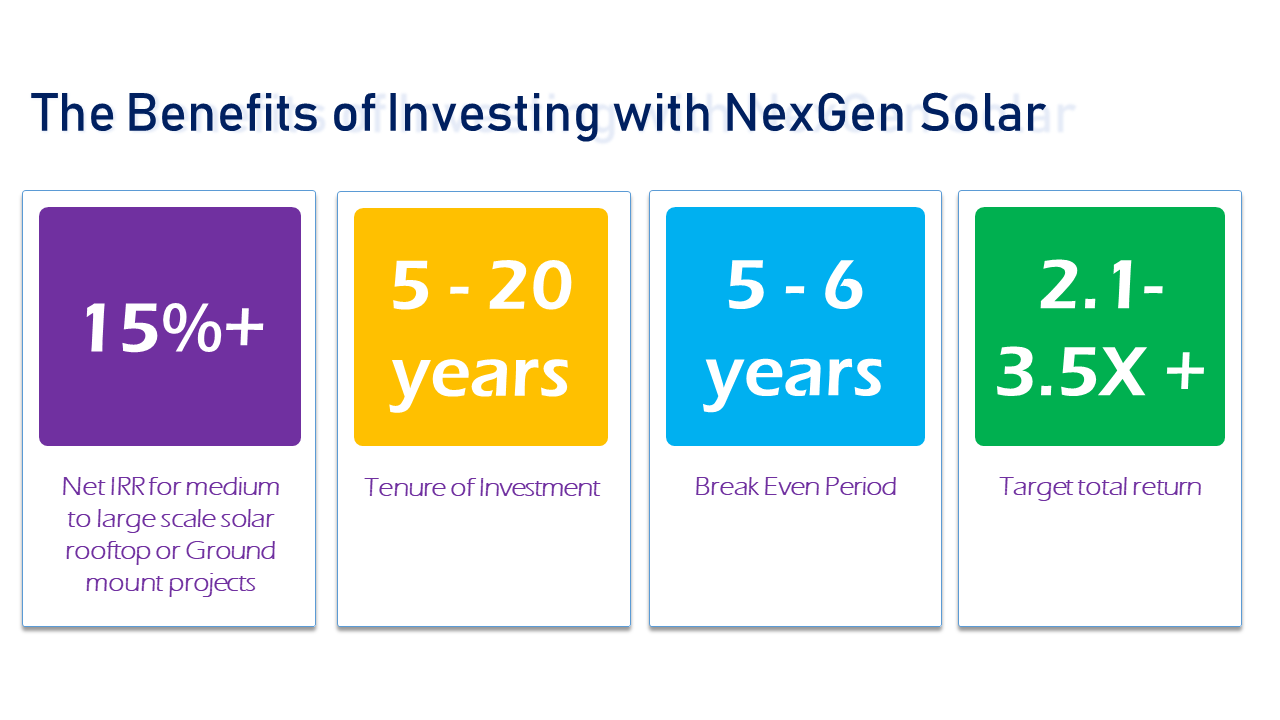 The Benefits of Investing with NexGen Solar
15%+
Net IRR for medium
to large scale solar
rooftop or Ground
mount projects
5 - 20
years
Tenure of Investment
5 - 6
years
Break Even Period
2.1-
3.5X +
Target total return